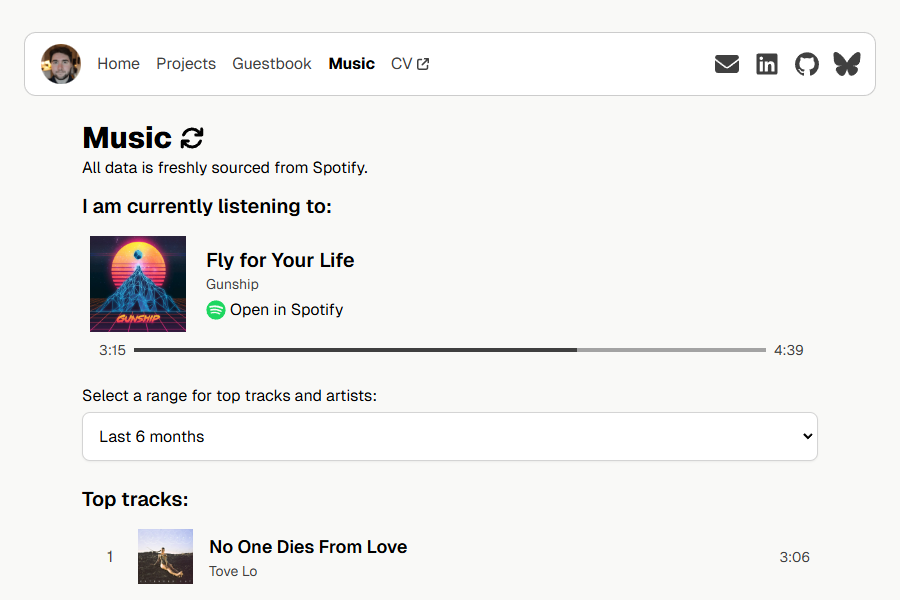 Home Projects Guestbook Music CV
Music
All data is freshly sourced from Spotify.
I am currently listening to:
GUNSHIP
Fly for Your Life
Gunship
Open in Spotify
3:15 4:39
Select a range for top tracks and artists:
Last 6 months
Top tracks:
1 No One Dies From Love 3:06
Tove Lo